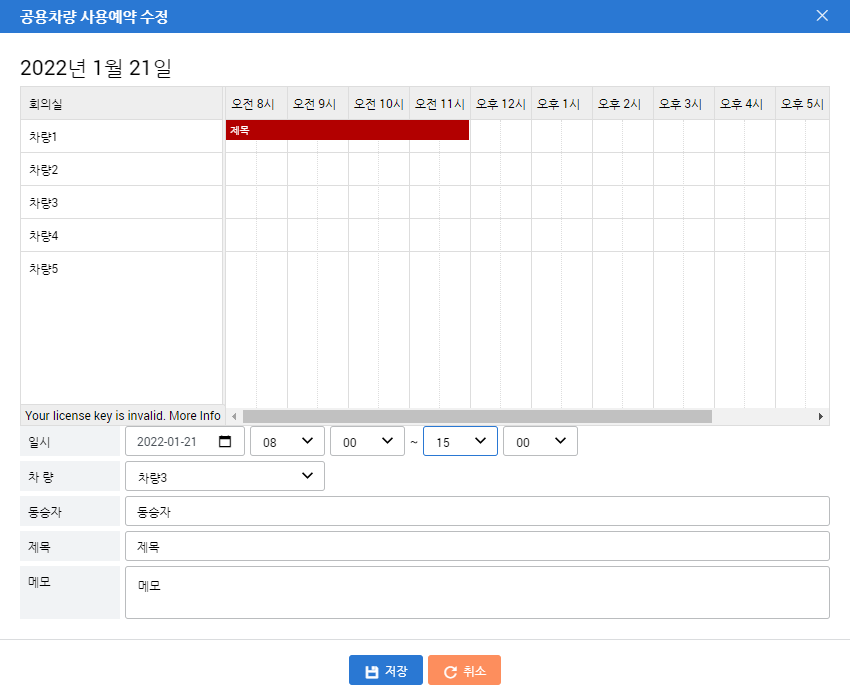 공용차량 사용예약 수정
2022년 1월 21일
회의실 오전 8시 오전 9시 오전 10시 오전 11시 오후 12시 오후 1시 오후 2시 오후 3시 오후 4시 오후 5시
차량1 제목
차량2
차량3
차량4
차량5
Your license key is invalid. More Info
일시 2022-01-21 08 00 ~ 15 00
차 량 차량3
동승자 동승자
제목 제목
메모 메모
저장 취소